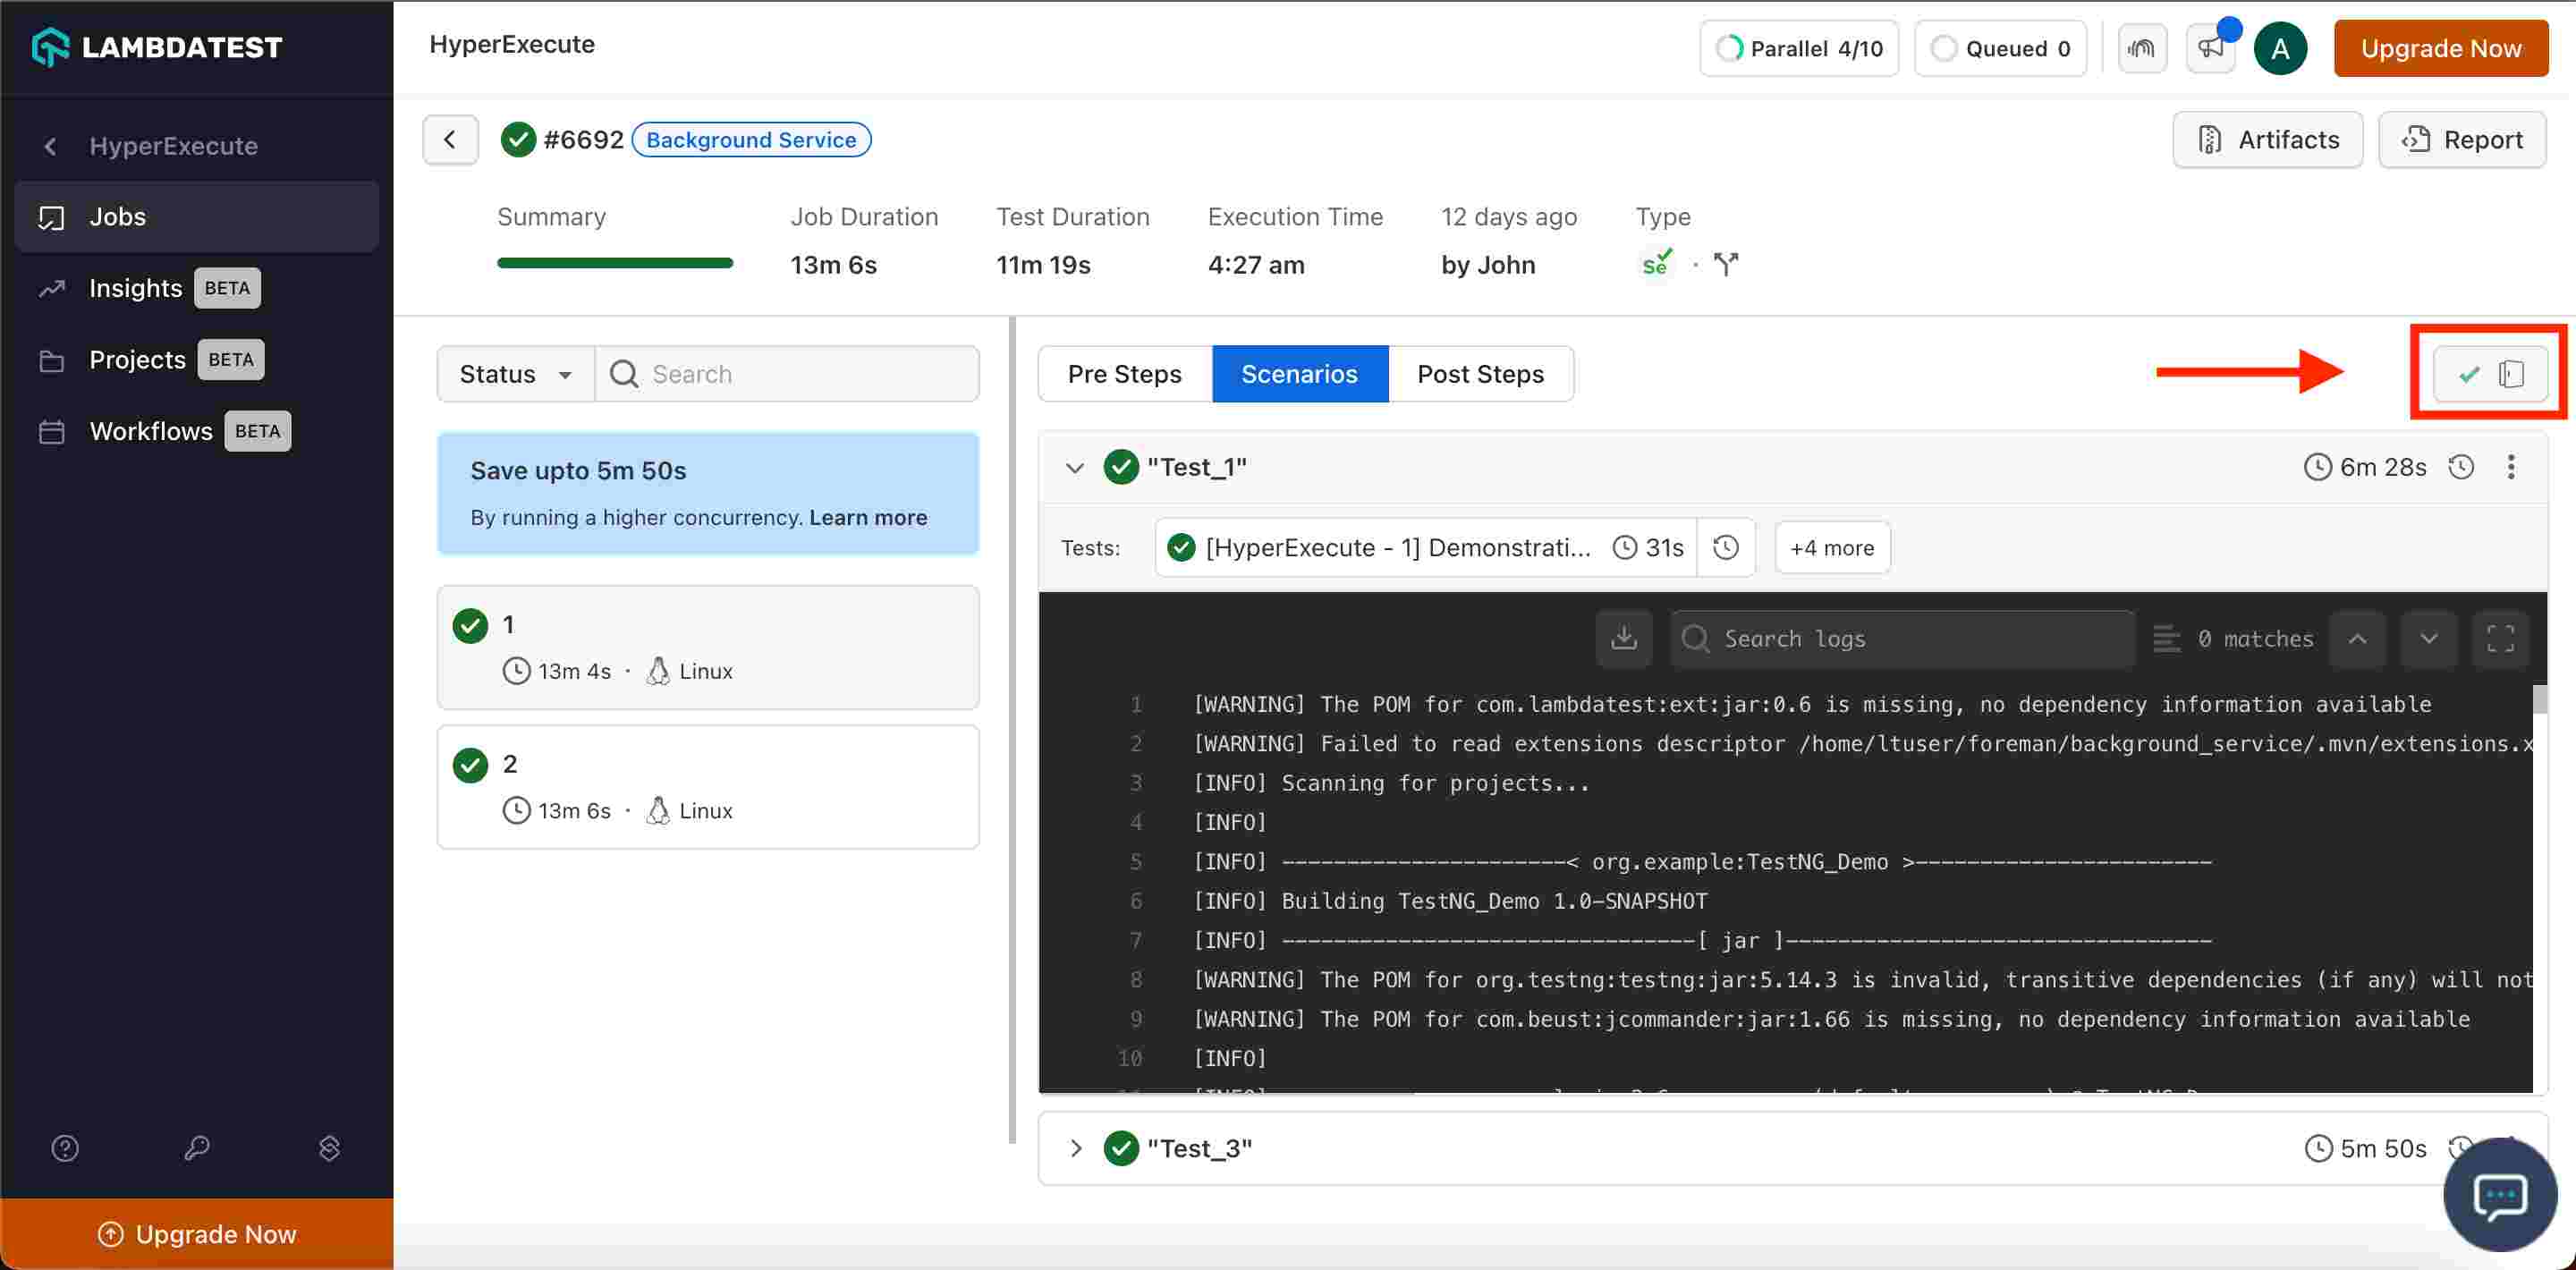 LAMBDATEST
HyperExecute
Parallel 4/10
Queued 0
A
Upgrade Now
HyperExecute
Jobs
Insights BETA
Projects BETA
Workflows BETA
Upgrade Now
#6692 Background Service
Artifacts
Report
Summary
Job Duration
13m 6s
Test Duration
11m 19s
Execution Time
4:27 am
12 days ago
by John
Type
Se
Status
Search
Save upto 5m 50s
By running a higher concurrency. Learn more
1
13m 4s · Linux
2
13m 6s · Linux
Pre Steps
Scenarios
Post Steps
"Test_1"
6m 28s
Tests:
[HyperExecute - 1] Demonstrati... 31s
+4 more
Search logs
0 matches
1 [WARNING] The POM for com.lambdatest:ext:jar:0.6 is missing, no dependency information available
2 [WARNING] Failed to read extensions descriptor /home/ltuser/foreman/background_service/.mvn/extensions.x
3 [INFO] Scanning for projects...
4 [INFO]
5 [INFO] ----------------------< org.example:TestNG_Demo >-----------------------
6 [INFO] Building TestNG_Demo 1.0-SNAPSHOT
7 [INFO] --------------------------------[ jar ]---------------------------------
8 [WARNING] The POM for org.testng:testng:jar:5.14.3 is invalid, transitive dependencies (if any) will not
9 [WARNING] The POM for com.beust:jcommander:jar:1.66 is missing, no dependency information available
10 [INFO]
"Test_3"
5m 50s